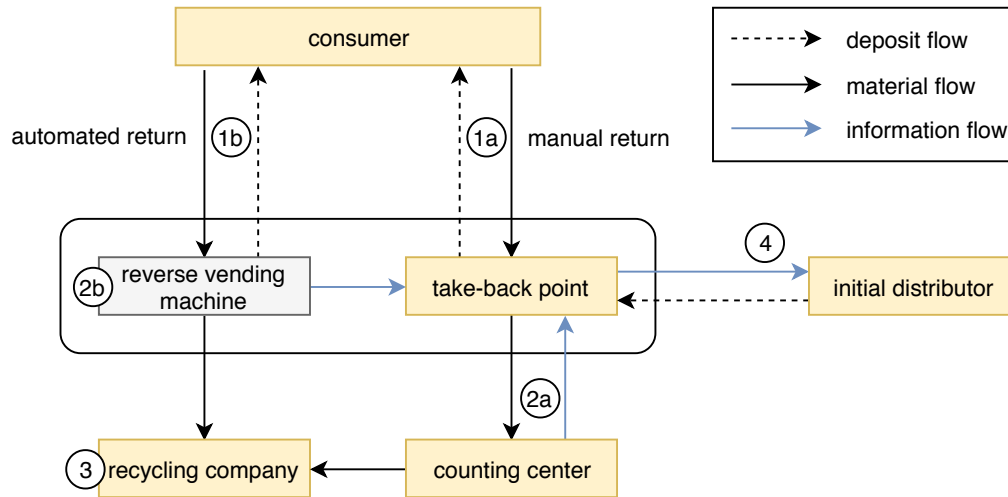 consumer
deposit flow
material flow
information flow
automated return
1b
1a
manual return
4
2b
reverse vending
machine
take-back point
initial distributor
2a
3
recycling company
counting center